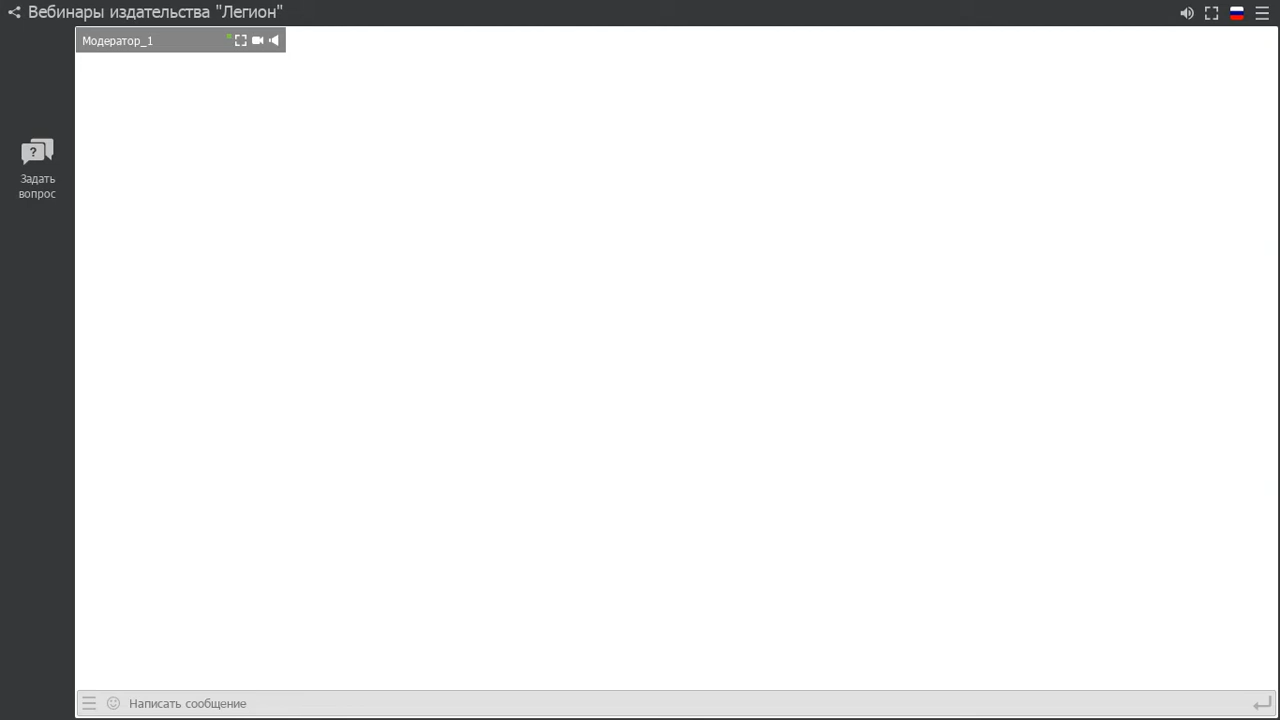 Вебинары издательства "Легион"
Модератор_1
?
Задать
вопрос
Написать сообщение